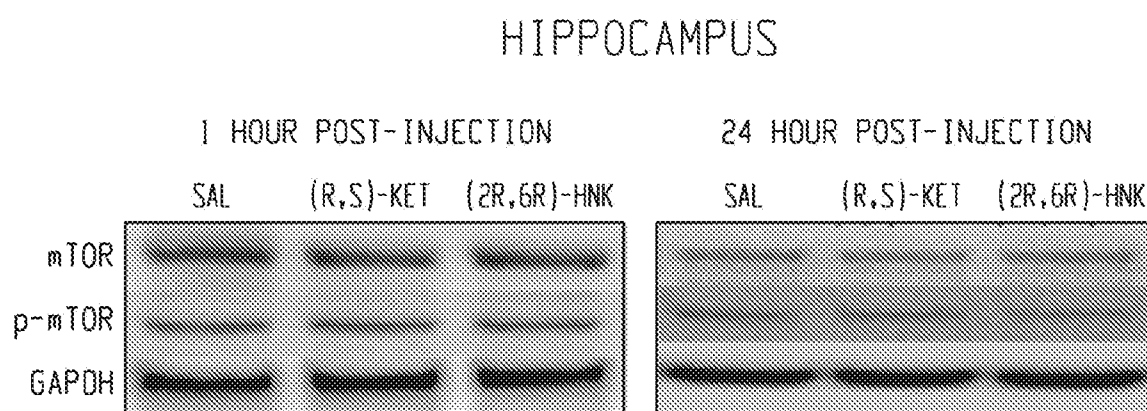 HIPPOCAMPUS
1 HOUR POST-INJECTION
24 HOUR POST-INJECTION
SAL (R,S)-KET (2R,6R)-HNK
SAL (R,S)-KET (2R,6R)-HNK
mTOR
p-mTOR
GAPDH